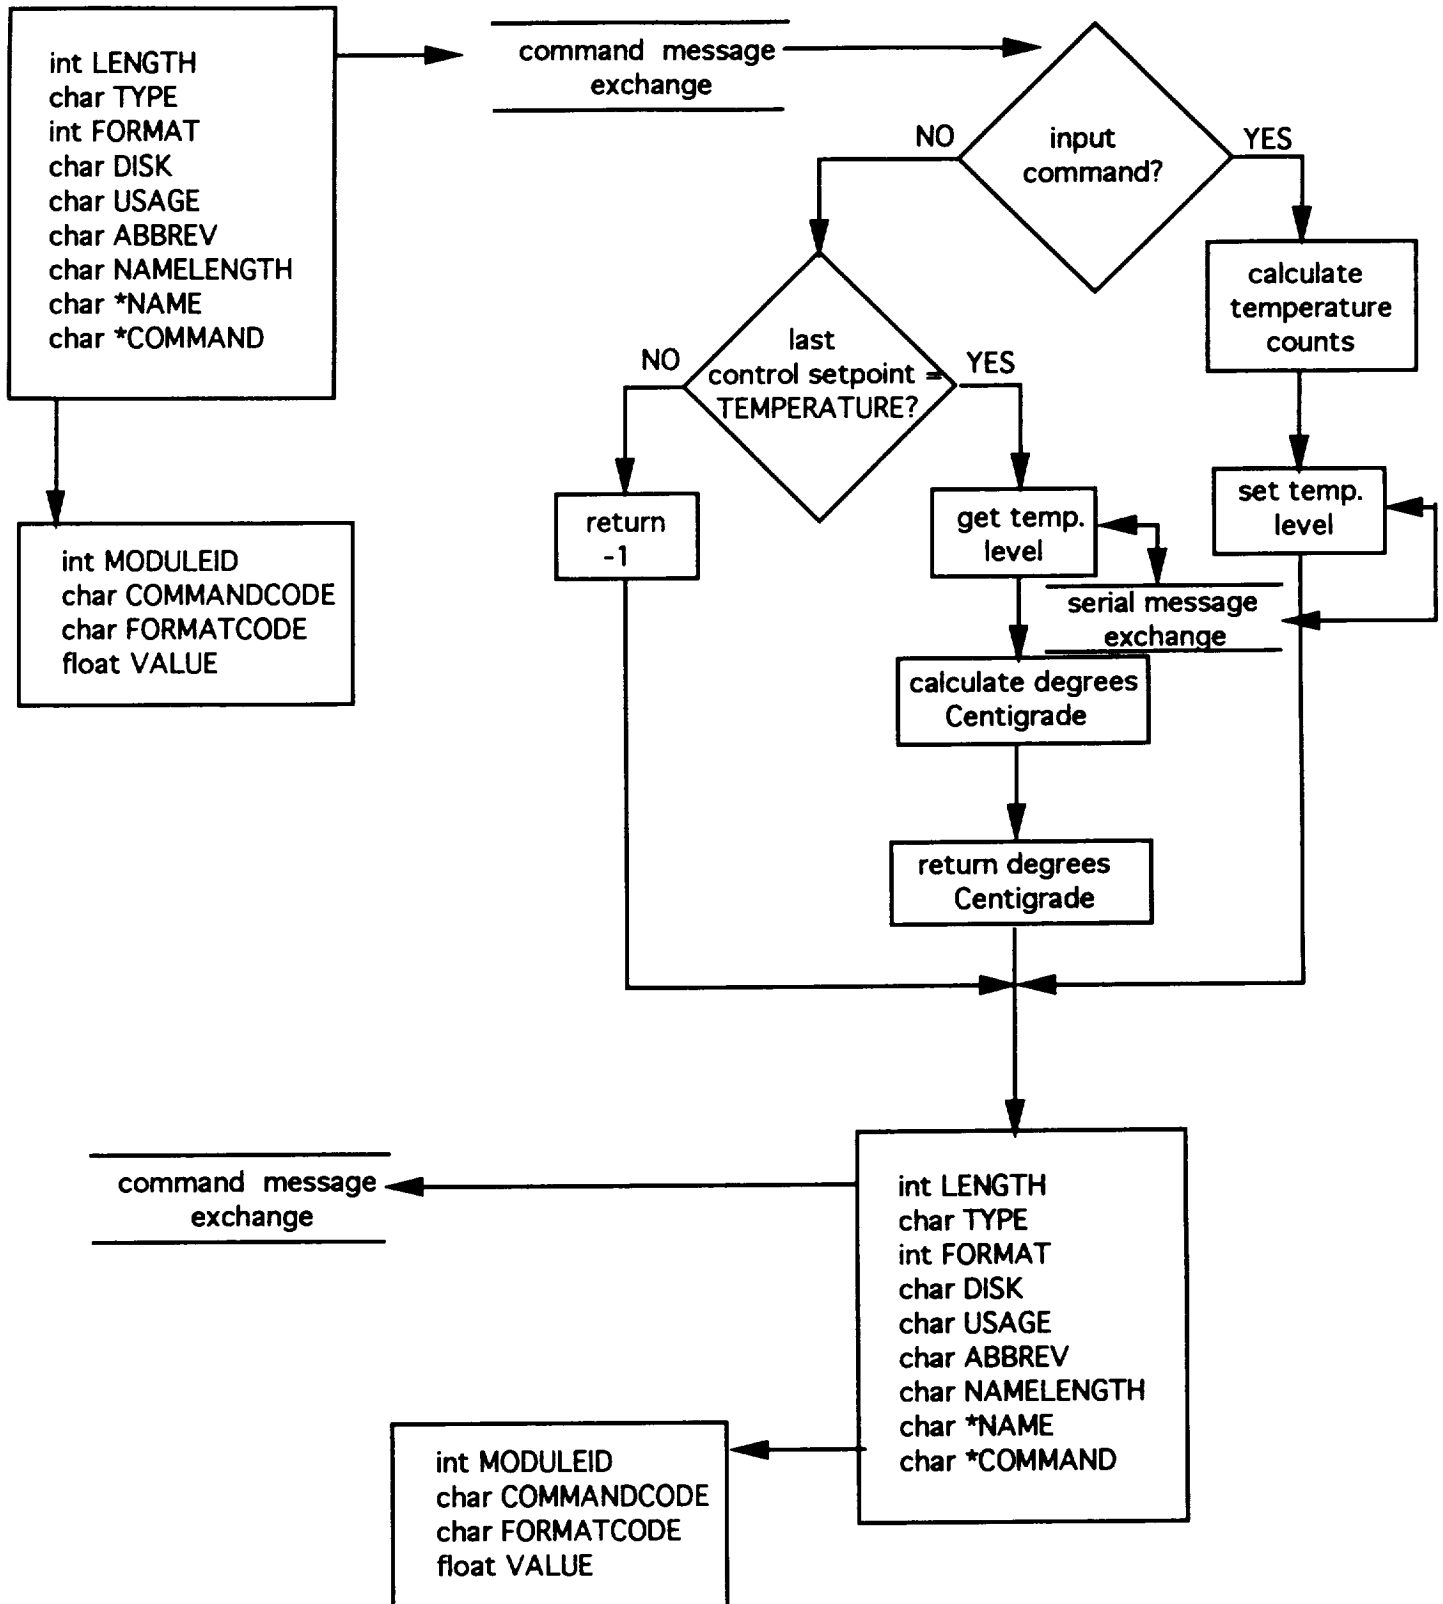 int LENGTH
char TYPE
int FORMAT
char DISK
char USAGE
char ABBREV
char NAMELENGTH
char *NAME
char *COMMAND
command message
exchange
input
command?
NO
YES
calculate
temperature
counts
last
control setpoint =
TEMPERATURE?
NO
YES
set temp.
level
return
-1
get temp.
level
int MODULEID
char COMMANDCODE
char FORMATCODE
float VALUE
serial message
exchange
calculate degrees
Centigrade
return degrees
Centigrade
command message
exchange
int LENGTH
char TYPE
int FORMAT
char DISK
char USAGE
char ABBREV
char NAMELENGTH
char *NAME
char *COMMAND
int MODULEID
char COMMANDCODE
char FORMATCODE
float VALUE